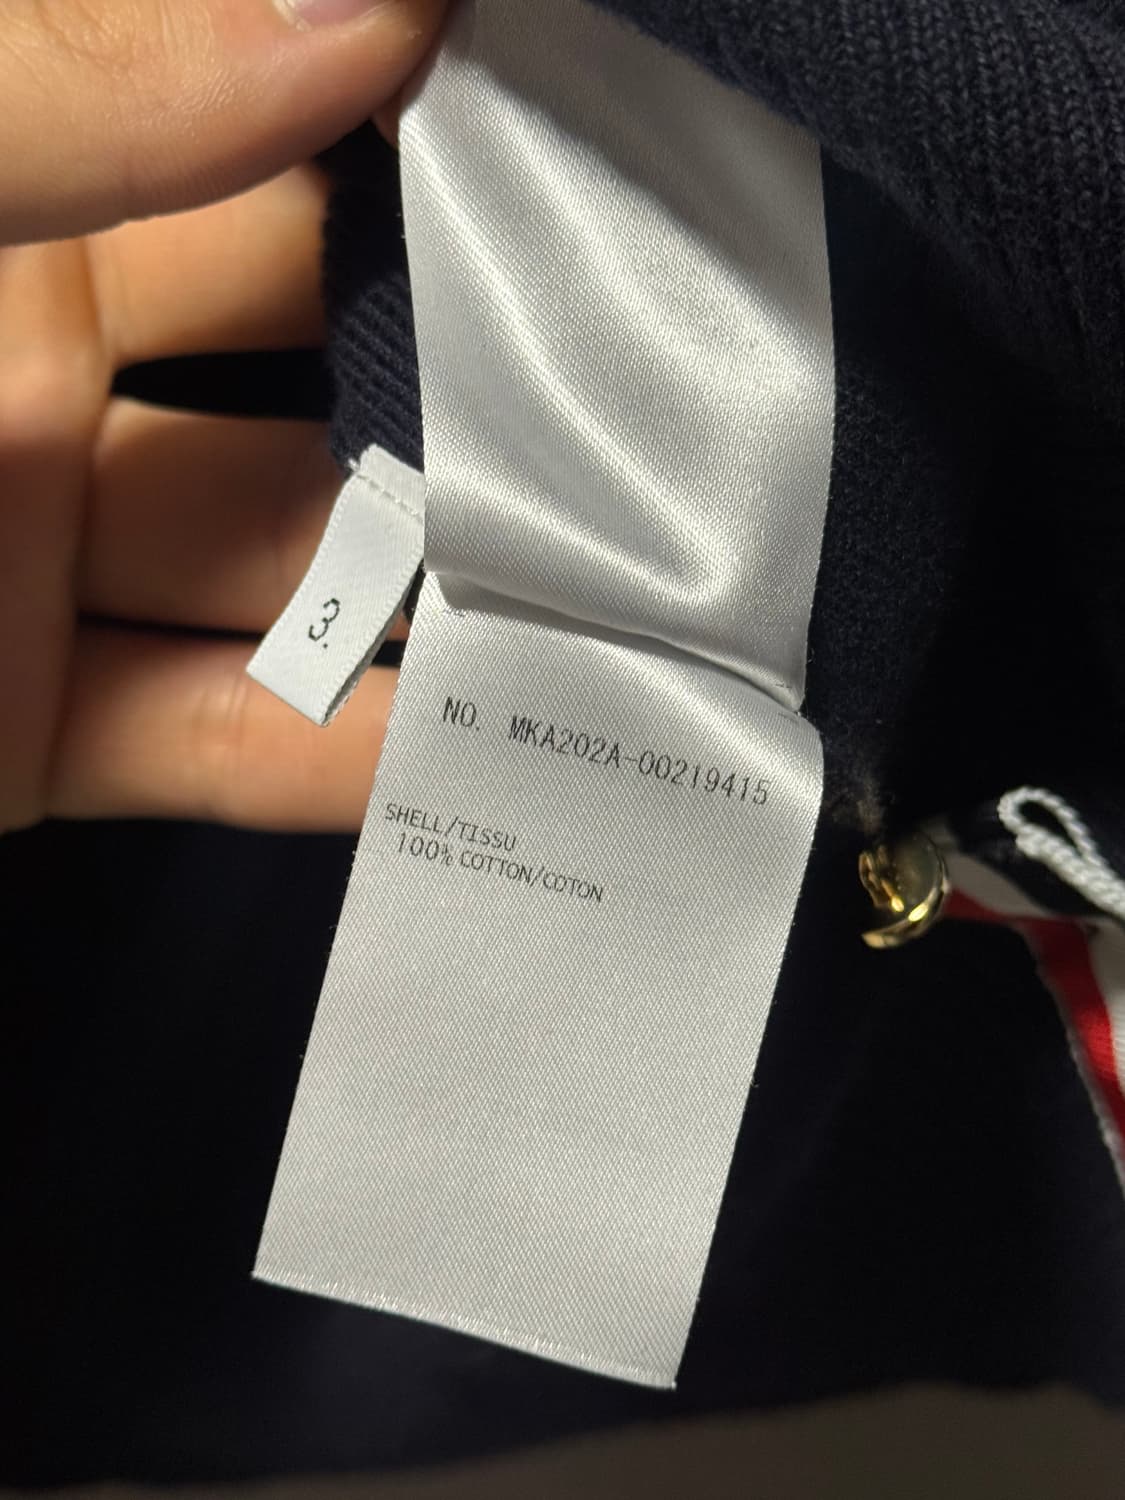 3.
NO. MKA202A-00219415
SHELL/TISSU
100% COTTON/COTON